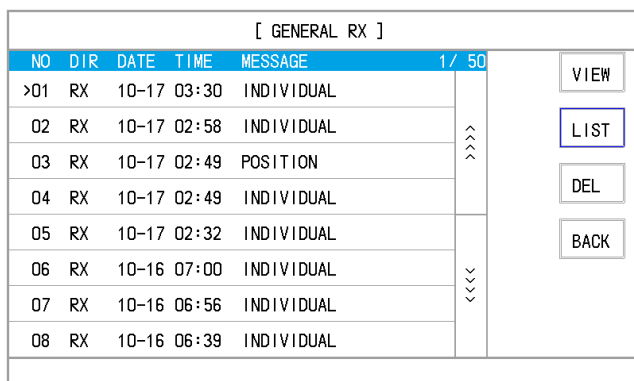 [ GENERAL RX ]
NO DIR DATE TIME MESSAGE 1/ 50
>01 RX 10-17 03:30 INDIVIDUAL
02 RX 10-17 02:58 INDIVIDUAL
03 RX 10-17 02:49 POSITION
04 RX 10-17 02:49 INDIVIDUAL
05 RX 10-17 02:32 INDIVIDUAL
06 RX 10-16 07:00 INDIVIDUAL
07 RX 10-16 06:56 INDIVIDUAL
08 RX 10-16 06:39 INDIVIDUAL
VIEW
LIST
DEL
BACK